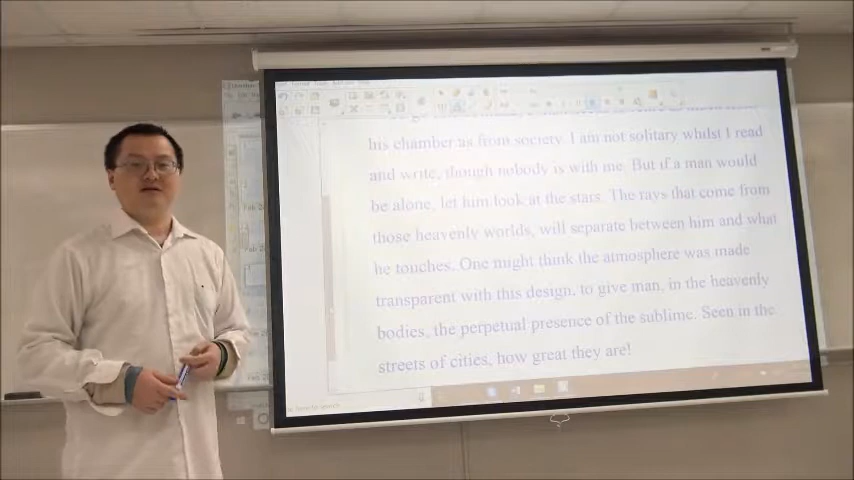 his chamber as from society. I am not solitary whilst I read
and write, though nobody is with me. But if a man would
be alone, let him look at the stars. The rays that come from
those heavenly worlds, will separate between him and what
he touches. One might think the atmosphere was made
transparent with this design, to give man, in the heavenly
bodies, the perpetual presence of the sublime. Seen in the
streets of cities, how great they are!